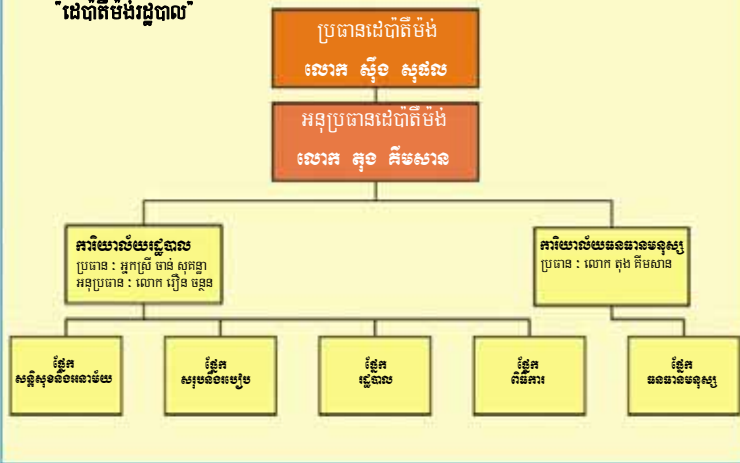 "ដេប៉ាតឺម៉ង់រដ្ឋបាល"
ប្រធានដេប៉ាតឺម៉ង់
លោក ស៊ឹង សុផល
អនុប្រធានដេប៉ាតឺម៉ង់
លោក តុង គីមសាន
ការិយាល័យរដ្ឋបាល
ប្រធាន : អ្នកស្រី ចាន់ សុគន្ធា
អនុប្រធាន : លោក រឿន ចន្ថន
ការិយាល័យធនធានមនុស្ស
ប្រធាន : លោក តុង គីមសាន
ផ្នែក
សន្តិសុខនិងអនាម័យ
ផ្នែក
សរុបនិងរបៀប
ផ្នែក
រដ្ឋបាល
ផ្នែក
ពិធីការ
ផ្នែក
ធនធានមនុស្ស